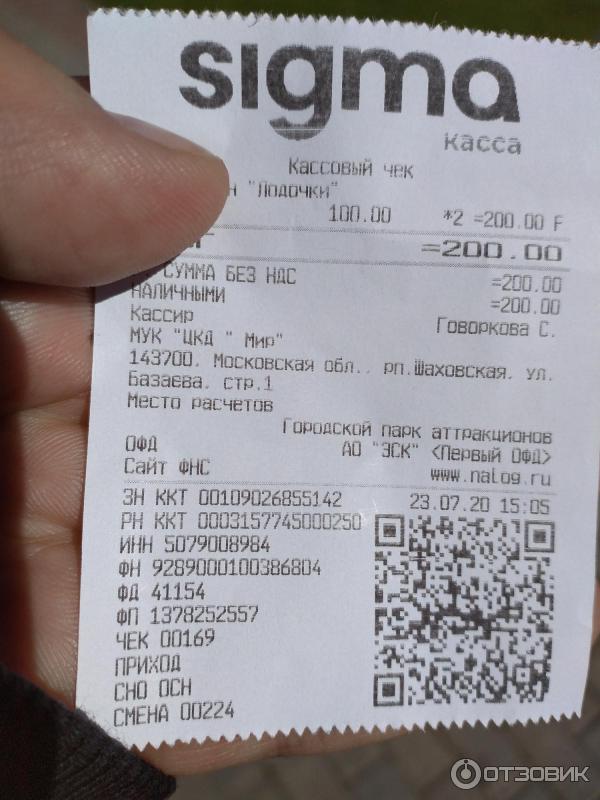 sigma
касса
Кассовый чек
н "Лодочки"
100.00 *2 =200.00 F
=200.00
СУММА БЕЗ НДС =200.00
НАЛИЧНЫМИ =200.00
Кассир Говоркова С.
МУК "ЦКД " Мир"
143700, Московская обл., рп.Шаховская, ул.
Базаева, стр.1
Место расчетов
Городской парк аттракционов
ОФД АО "ЭСК" <Первый ОФД>
Сайт ФНС www.nalog.ru
ЗН ККТ 00109026855142 23.07.20 15:05
РН ККТ 0003157745000250
ИНН 5079008984
ФН 9289000100386804
ФД 41154
ФП 1378252557
ЧЕК 00169
ПРИХОД
СНО ОСН
СМЕНА 00224
ОТЗОВИК